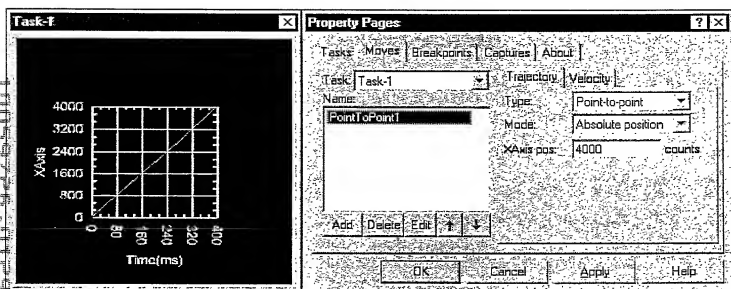 Task-1
4000
3200
2400
1600
800
0
XAxis
0
80
160
240
320
400
Time(ms)
Property Pages
Tasks Moves Breakpoints Captures About
Task: Task-1
Name:
PointToPoint1
Add Delete Edit
Trajectory Velocity
Type: Point-to-point
Mode: Absolute position
XAxis pos: 4000 counts
OK Cancel Apply Help